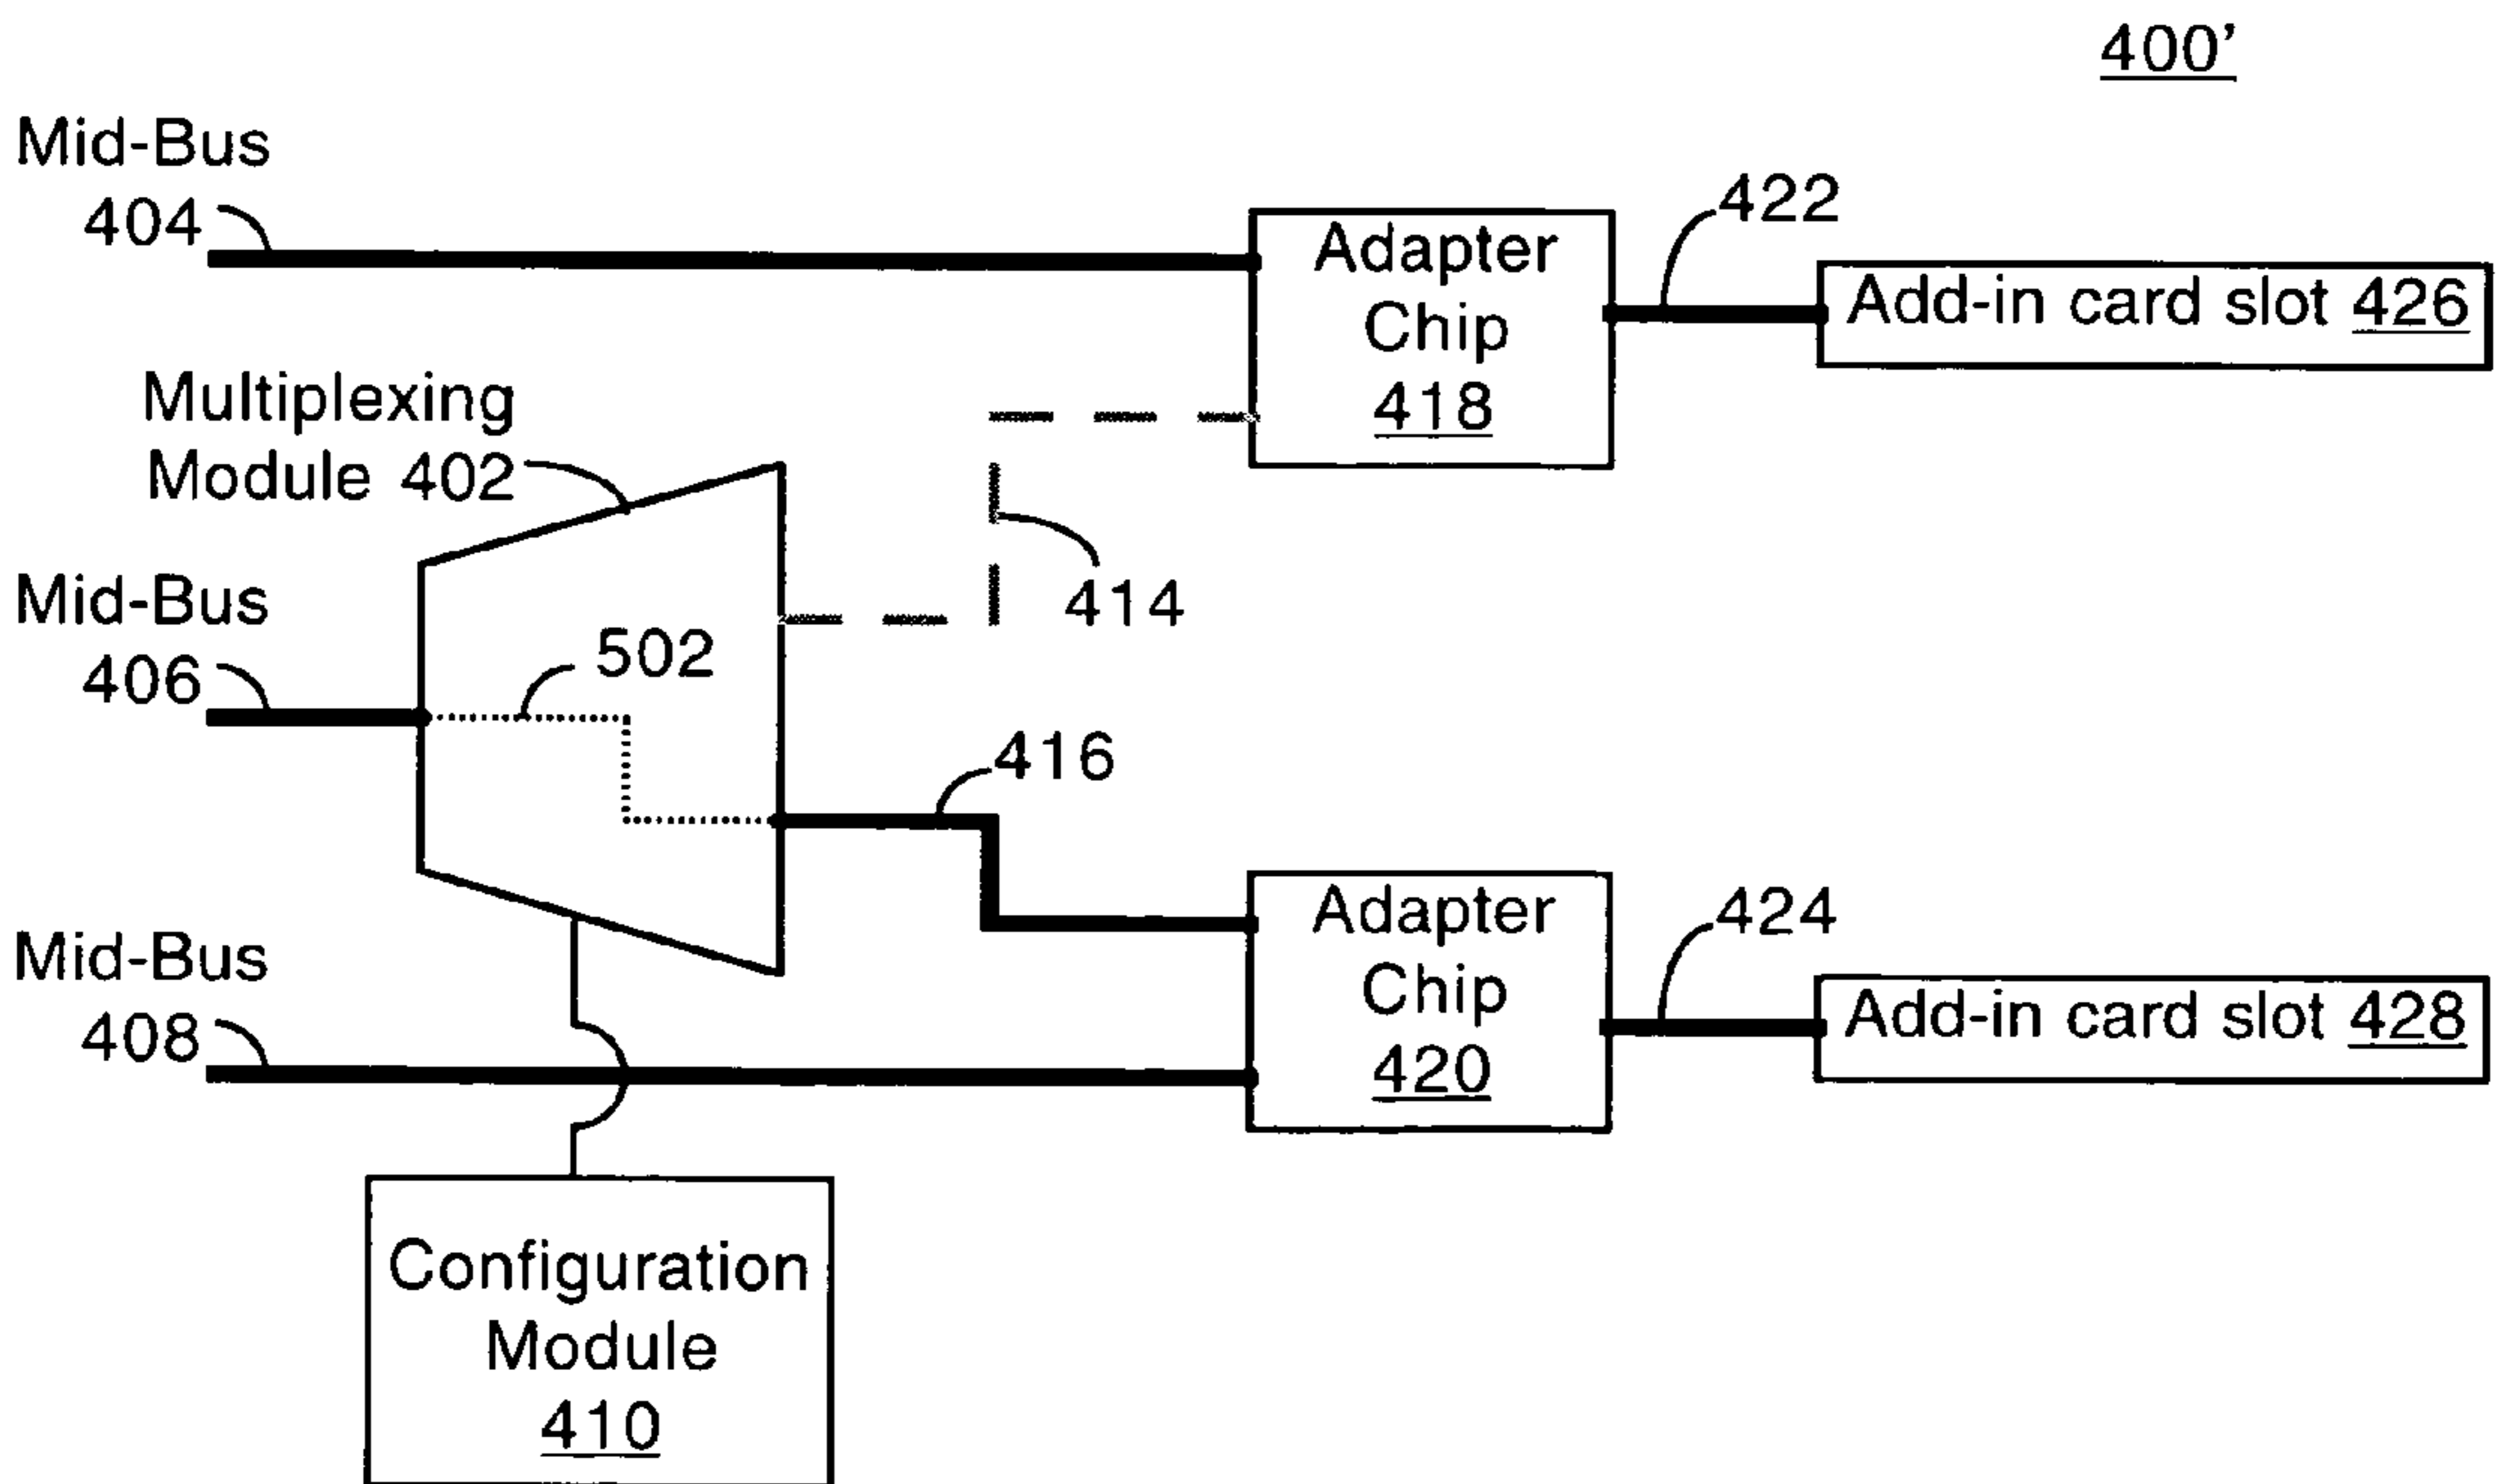 400’
Mid-Bus
404
Adapter
Chip
418
422
Add-in card slot 426
Multiplexing
Module 402
414
Mid-Bus
406
502
416
Adapter
Chip
420
424
Add-in card slot 428
Mid-Bus
408
Configuration
Module
410